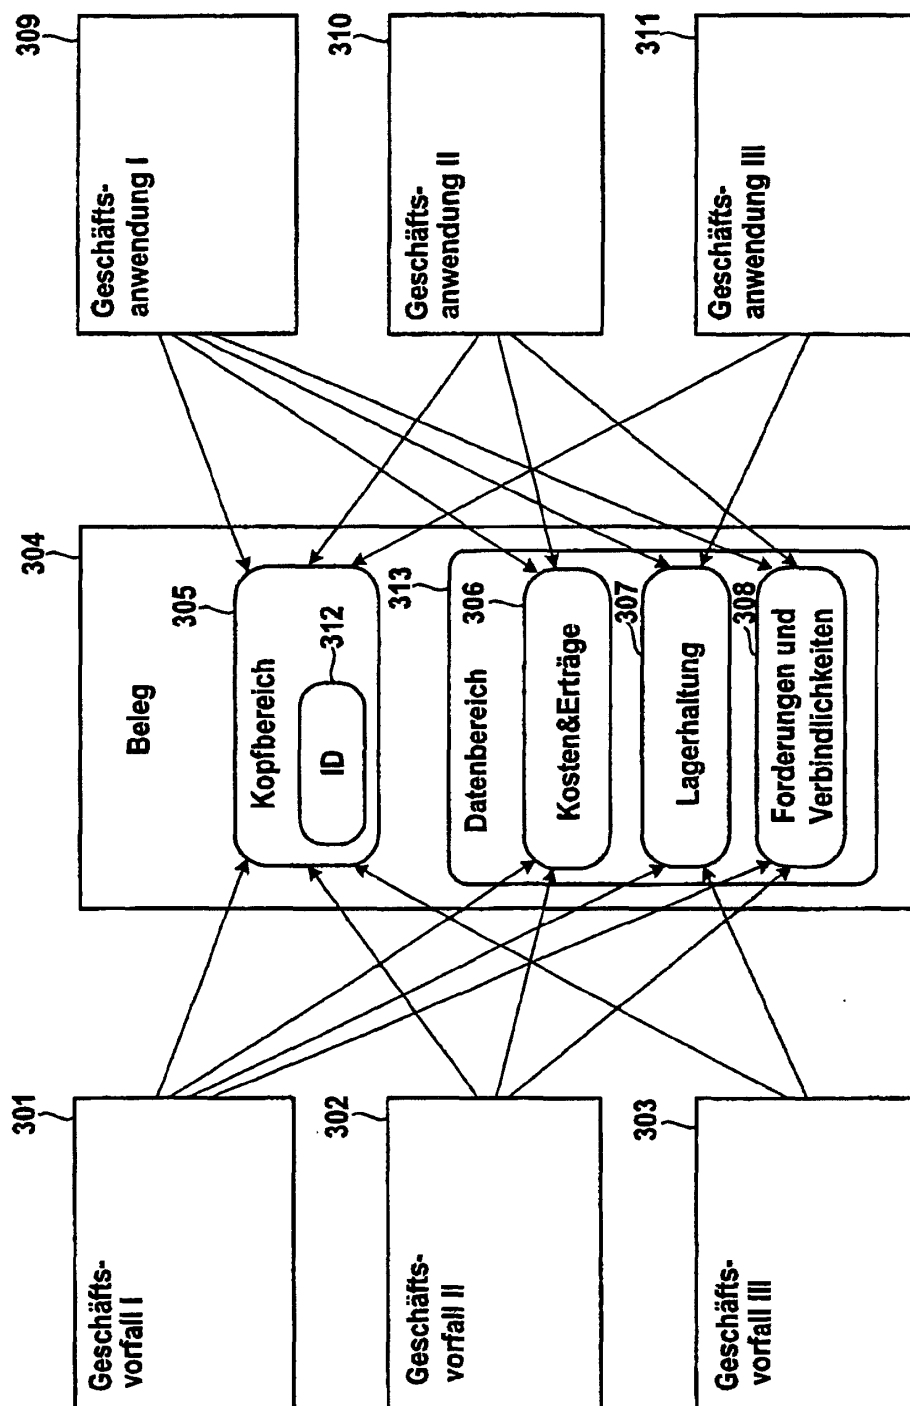 301
Geschäfts-
vorfall I
302
Geschäfts-
vorfall II
303
Geschäfts-
vorfall III
304
Beleg
305
Kopfbereich
312
ID
313
Datenbereich
306
Kosten&Erträge
307
Lagerhaltung
308
Forderungen und
Verbindlichkeiten
309
Geschäfts-
anwendung I
310
Geschäfts-
anwendung II
311
Geschäfts-
anwendung III